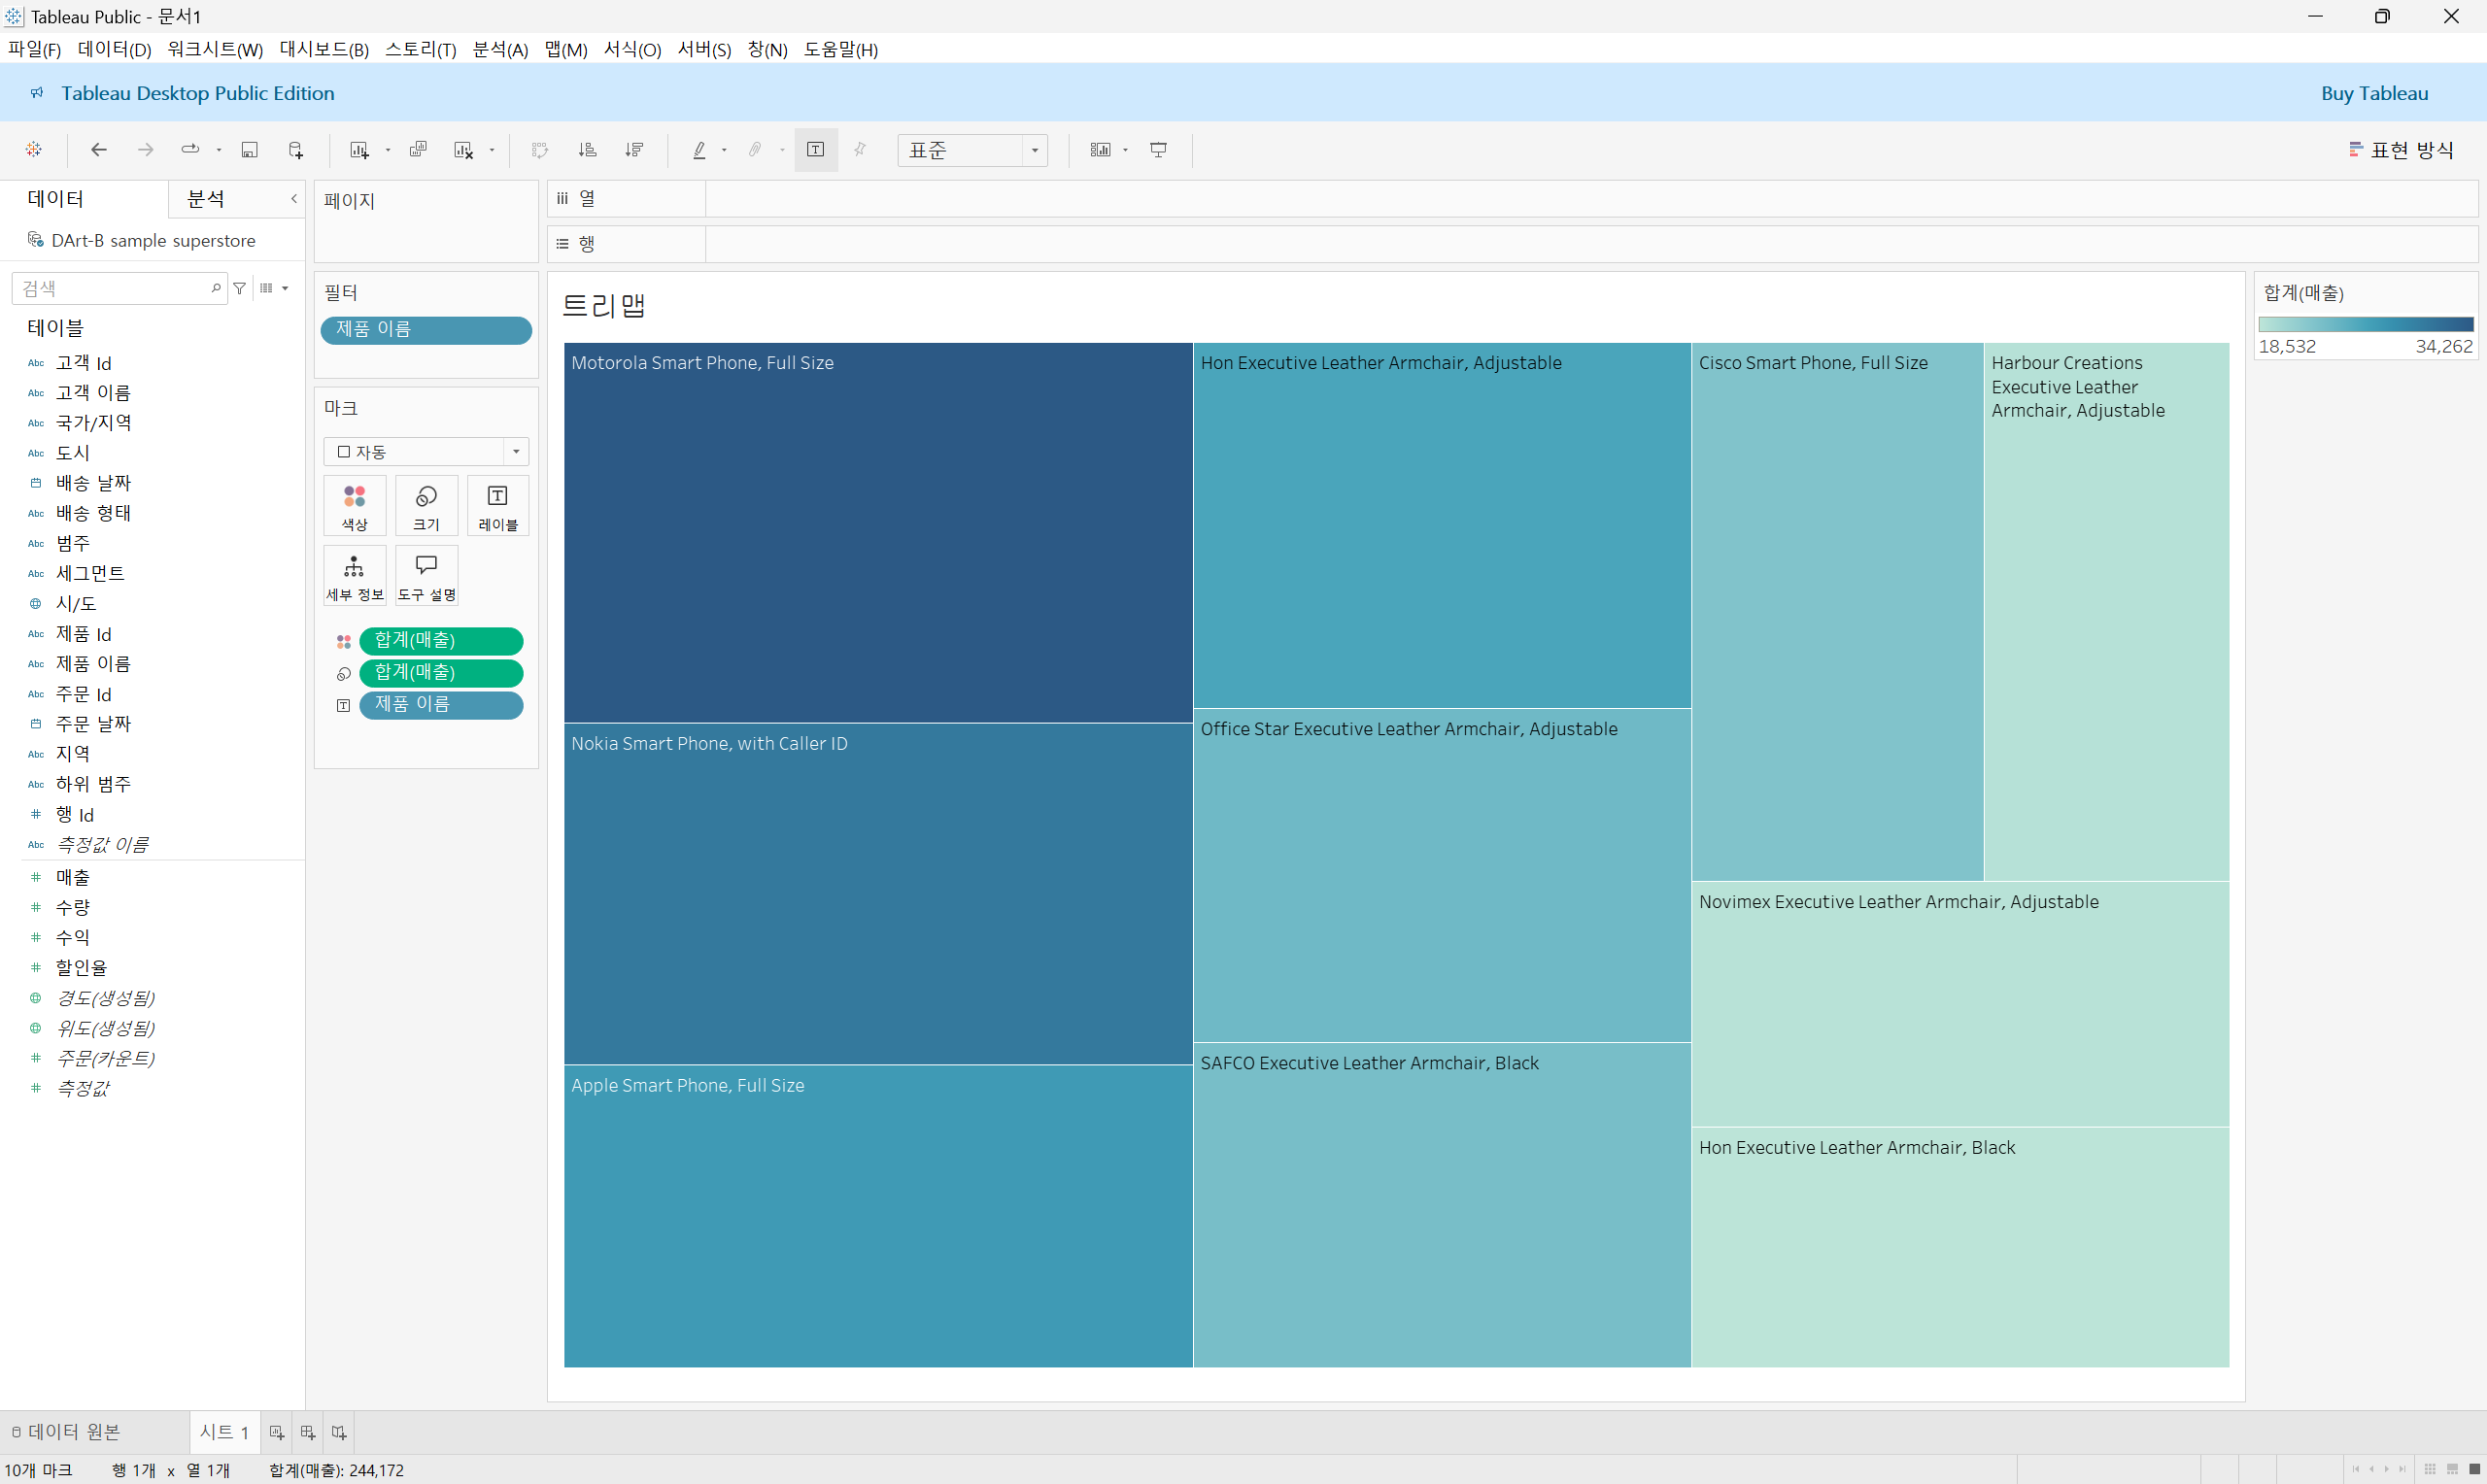 Tableau Public - 문서1
파일(F) 데이터(D) 워크시트(W) 대시보드(B) 스토리(T) 분석(A) 맵(M) 서식(O) 서버(S) 창(N) 도움말(H)
Tableau Desktop Public Edition
Buy Tableau
표준
표현 방식
데이터
분석
DArt-B sample superstore
검색
테이블
Abc 고객 Id
Abc 고객 이름
Abc 국가/지역
Abc 도시
배송 날짜
Abc 배송 형태
Abc 범주
Abc 세그먼트
시/도
Abc 제품 Id
Abc 제품 이름
Abc 주문 Id
주문 날짜
Abc 지역
Abc 하위 범주
# 행 Id
Abc 측정값 이름
# 매출
# 수량
# 수익
# 할인율
경도(생성됨)
위도(생성됨)
# 주문(카운트)
# 측정값
페이지
필터
제품 이름
마크
자동
색상
크기
레이블
세부 정보
도구 설명
합계(매출)
합계(매출)
제품 이름
열
행
트리맵
Motorola Smart Phone, Full Size
Nokia Smart Phone, with Caller ID
Apple Smart Phone, Full Size
Hon Executive Leather Armchair, Adjustable
Office Star Executive Leather Armchair, Adjustable
SAFCO Executive Leather Armchair, Black
Cisco Smart Phone, Full Size
Harbour Creations
Executive Leather
Armchair, Adjustable
Novimex Executive Leather Armchair, Adjustable
Hon Executive Leather Armchair, Black
합계(매출)
18,532 34,262
데이터 원본
시트 1
10개 마크 행 1개 x 열 1개 합계(매출): 244,172